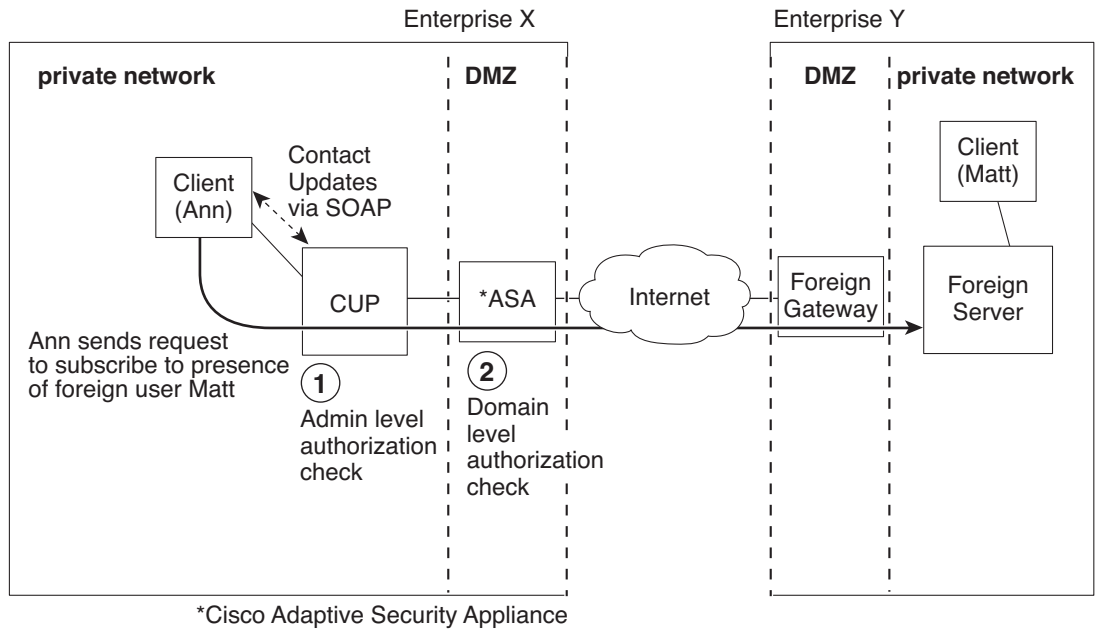 Enterprise X
Enterprise Y
private network
DMZ
DMZ
private network
Client
(Ann)
Contact
Updates
via SOAP
Client
(Matt)
CUP
*ASA
Internet
Foreign
Gateway
Foreign
Server
Ann sends request
to subscribe to presence
of foreign user Matt
1
Admin level
authorization
check
2
Domain
level
authorization
check
*Cisco Adaptive Security Appliance